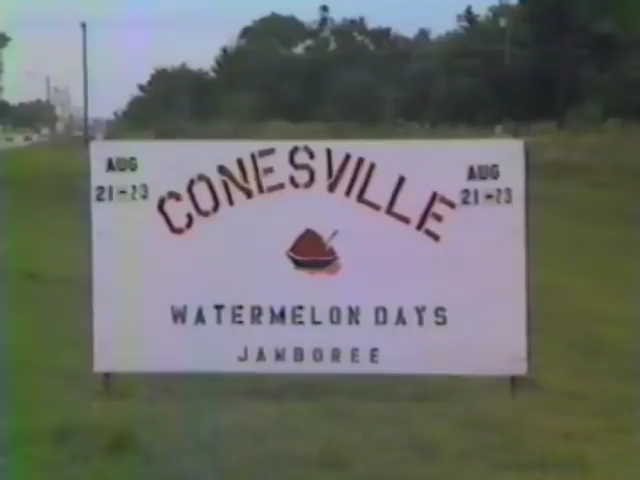 AUG
21-23
CONESVILLE
AUG
21-23
WATERMELON DAYS
JAMBOREE